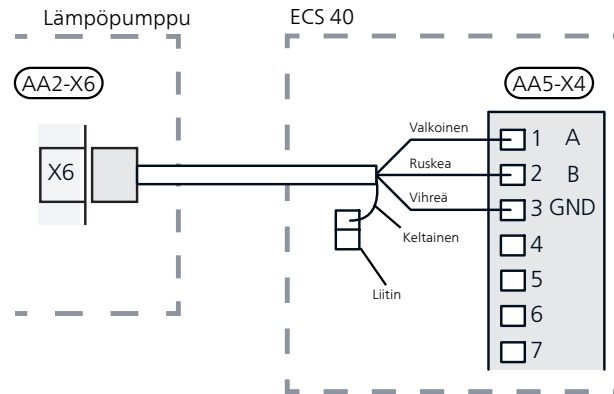 Lämpöpumppu
ECS 40
AA2-X6
AA5-X4
Valkoinen
1 A
X6
Ruskea
2 B
Vihreä
3 GND
Keltainen
4
5
Liitin
6
7